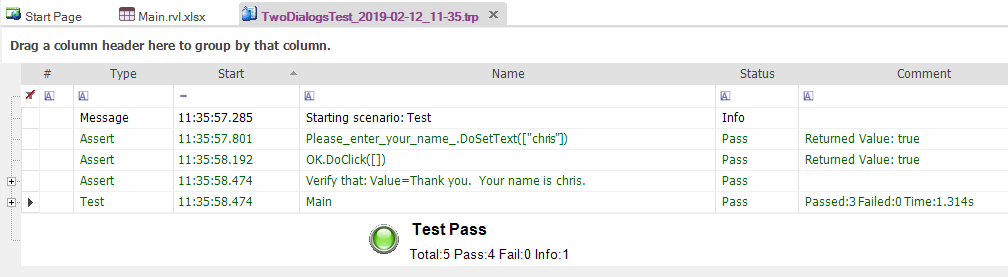 Start Page Main.rvl.xlsx TwoDialogsTest_2019-02-12_11-35.trp
Drag a column header here to group by that column.
# Type Start Name Status Comment
Message 11:35:57.285 Starting scenario: Test Info
Assert 11:35:57.801 Please_enter_your_name_.DoSetText(["chris"]) Pass Returned Value: true
Assert 11:35:58.192 OK.DoClick([]) Pass Returned Value: true
Assert 11:35:58.474 Verify that: Value=Thank you.  Your name is chris. Pass
Test 11:35:58.474 Main Pass Passed:3 Failed:0 Time:1.314s
Test Pass
Total:5 Pass:4 Fail:0 Info:1